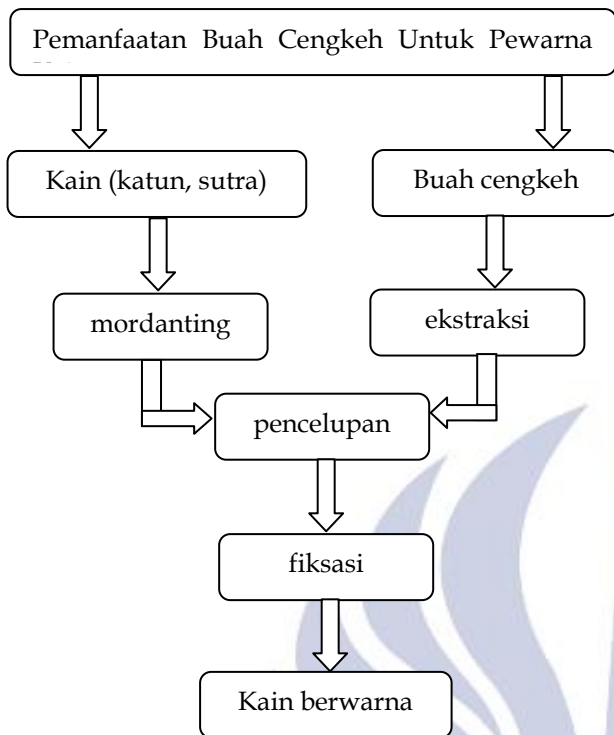 Pemanfaatan Buah Cengkeh Untuk Pewarna
Kain (katun, sutra)
Buah cengkeh
mordanting
ekstraksi
pencelupan
fiksasi
Kain berwarna